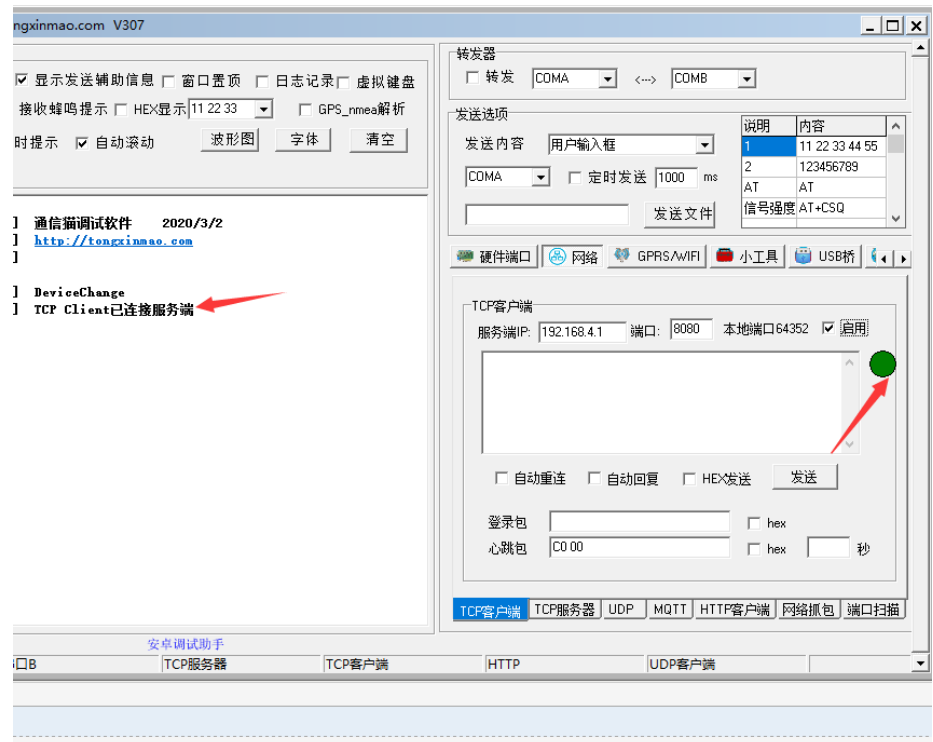 ngxinmao.com V307
显示发送辅助信息 窗口置顶 日志记录 虚拟键盘
接收蜂鸣提示 HEX显示 11 22 33 GPS_nmea解析
时提示 自动滚动 波形图 字体 清空
] 通信猫调试软件 2020/3/2
] http://tongxinmao.com
]
] DeviceChange
] TCP Client已连接服务端
转发器
转发 COMA <---> COMB
发送选项
发送内容 用户输入框
COMA 定时发送 1000 ms
发送文件
说明 内容
1 11 22 33 44 55
2 123456789
AT AT
信号强度 AT+CSQ
硬件端口 网络 GPRS/WIFI 小工具 USB桥
TCP客户端
服务端IP: 192.168.4.1 端口: 8080 本地端口64352 启用
自动重连 自动回复 HEX发送 发送
登录包 hex
心跳包 C0 00 hex 秒
TCP客户端 TCP服务器 UDP MQTT HTTP客户端 网络抓包 端口扫描
安卓调试助手
口B TCP服务器 TCP客户端 HTTP UDP客户端